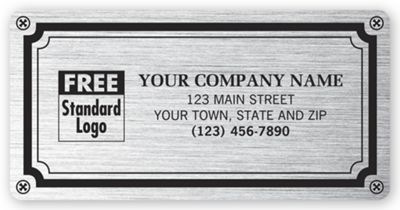 FREE
Standard
Logo
YOUR COMPANY NAME
123 MAIN STREET
YOUR TOWN, STATE AND ZIP
(123) 456-7890